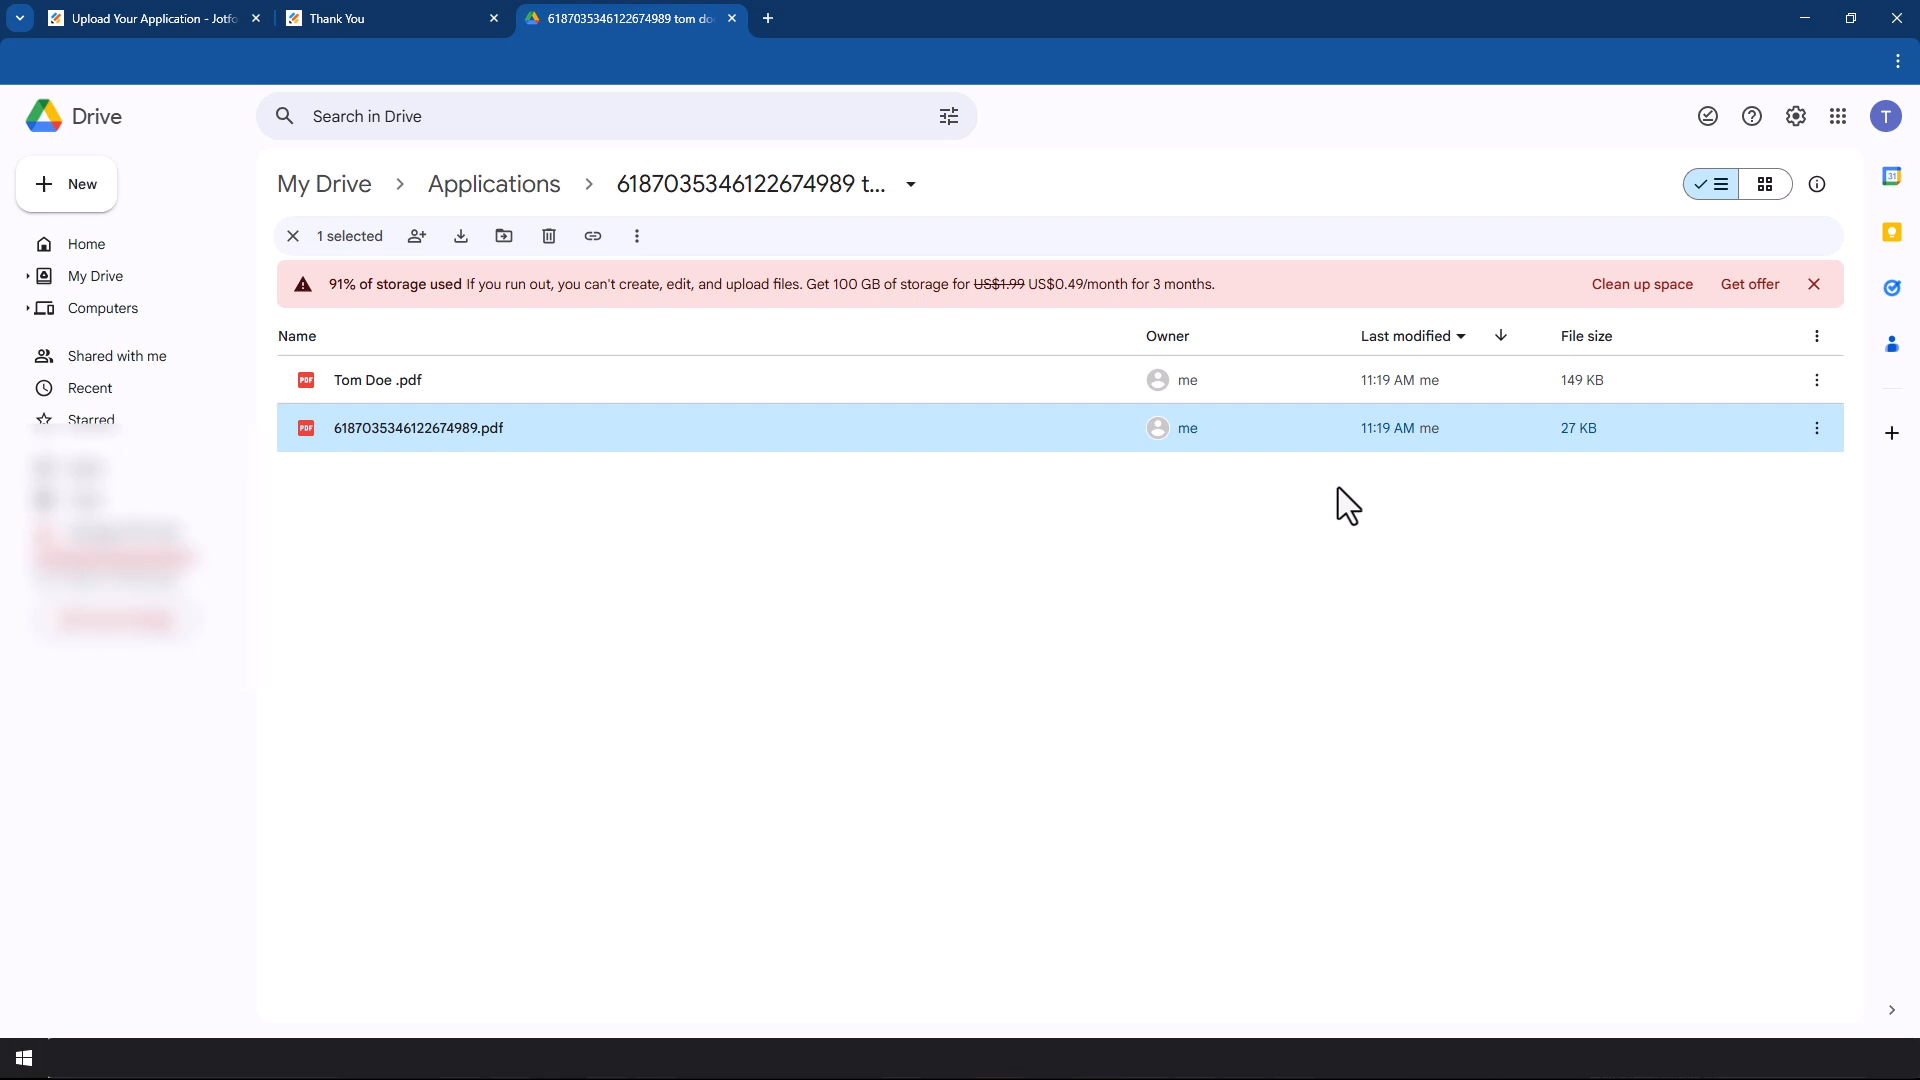 Upload Your Application - Jotfo
Thank You
6187035346122674989 tom do
Drive
Search in Drive
T
New
My Drive
Applications
6187035346122674989 t...
31
Home
My Drive
Computers
Shared with me
Recent
Starred
1 selected
91% of storage used If you run out, you can't create, edit, and upload files. Get 100 GB of storage for US$1.99 US$0.49/month for 3 months.
Clean up space
Get offer
Name
Owner
Last modified
File size
PDF
Tom Doe .pdf
me
11:19 AM me
149 KB
PDF
6187035346122674989.pdf
me
11:19 AM me
27 KB